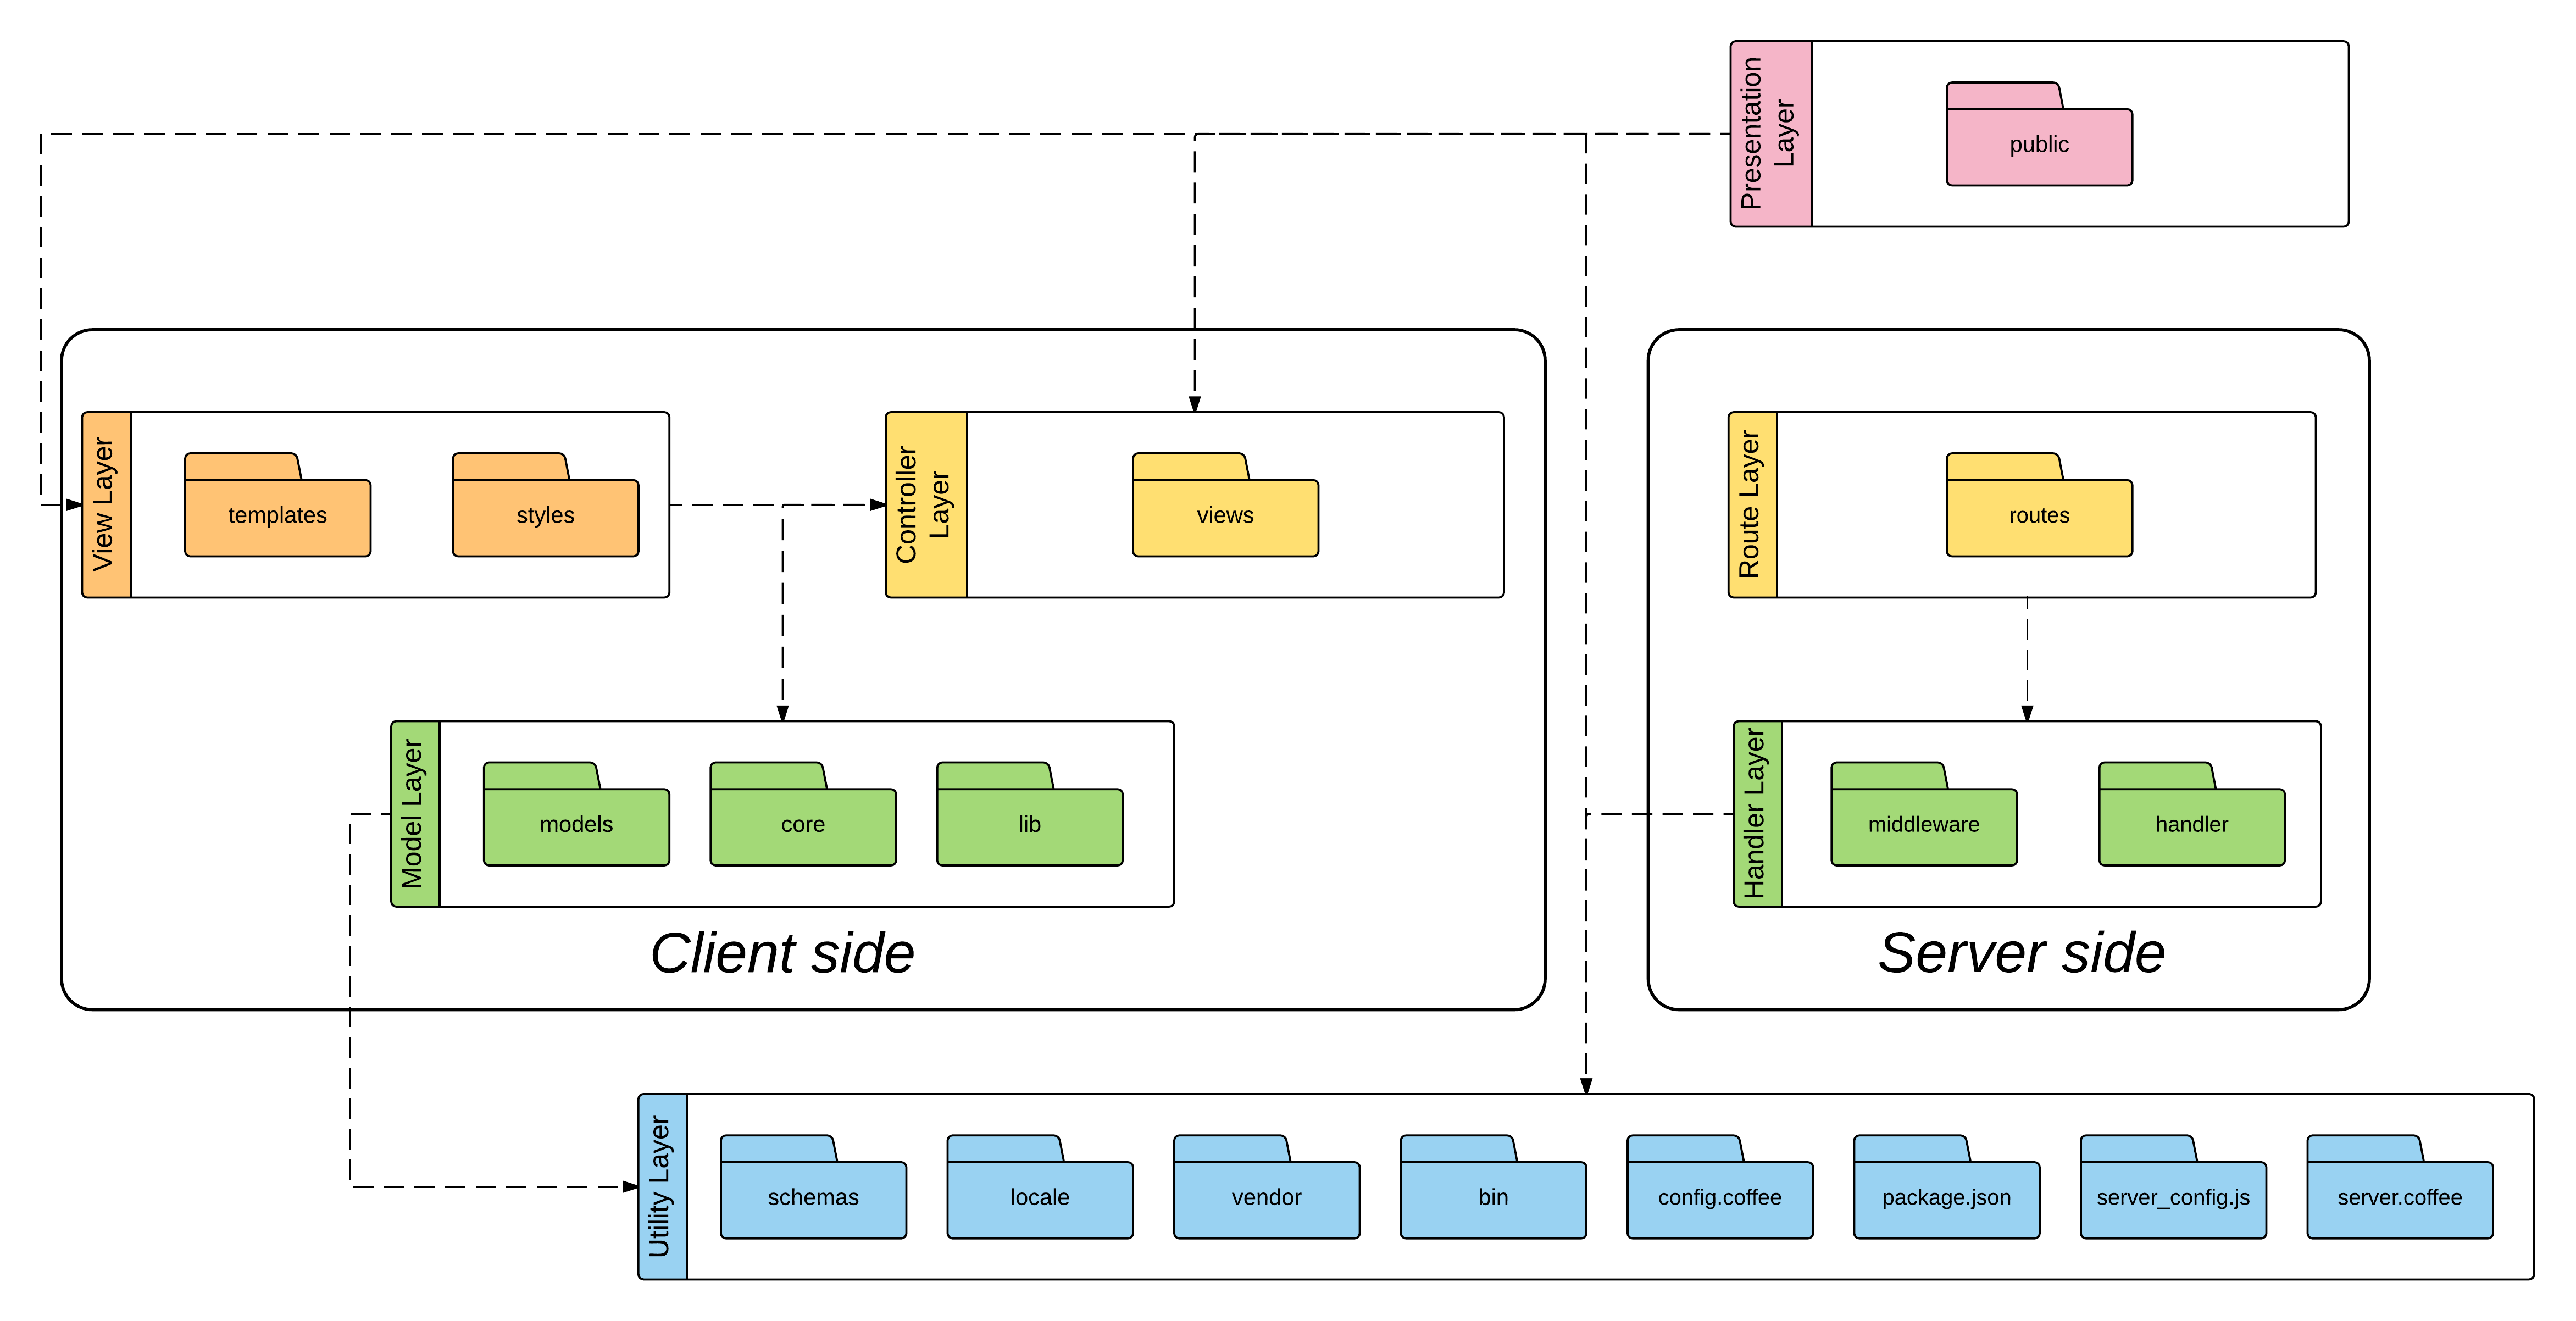 Presentation
Layer
public
View Layer
templates
styles
Controller
Layer
views
Route Layer
routes
Model Layer
models
core
lib
Handler Layer
middleware
handler
Client side
Server side
Utility Layer
schemas
locale
vendor
bin
config.coffee
package.json
server_config.js
server.coffee